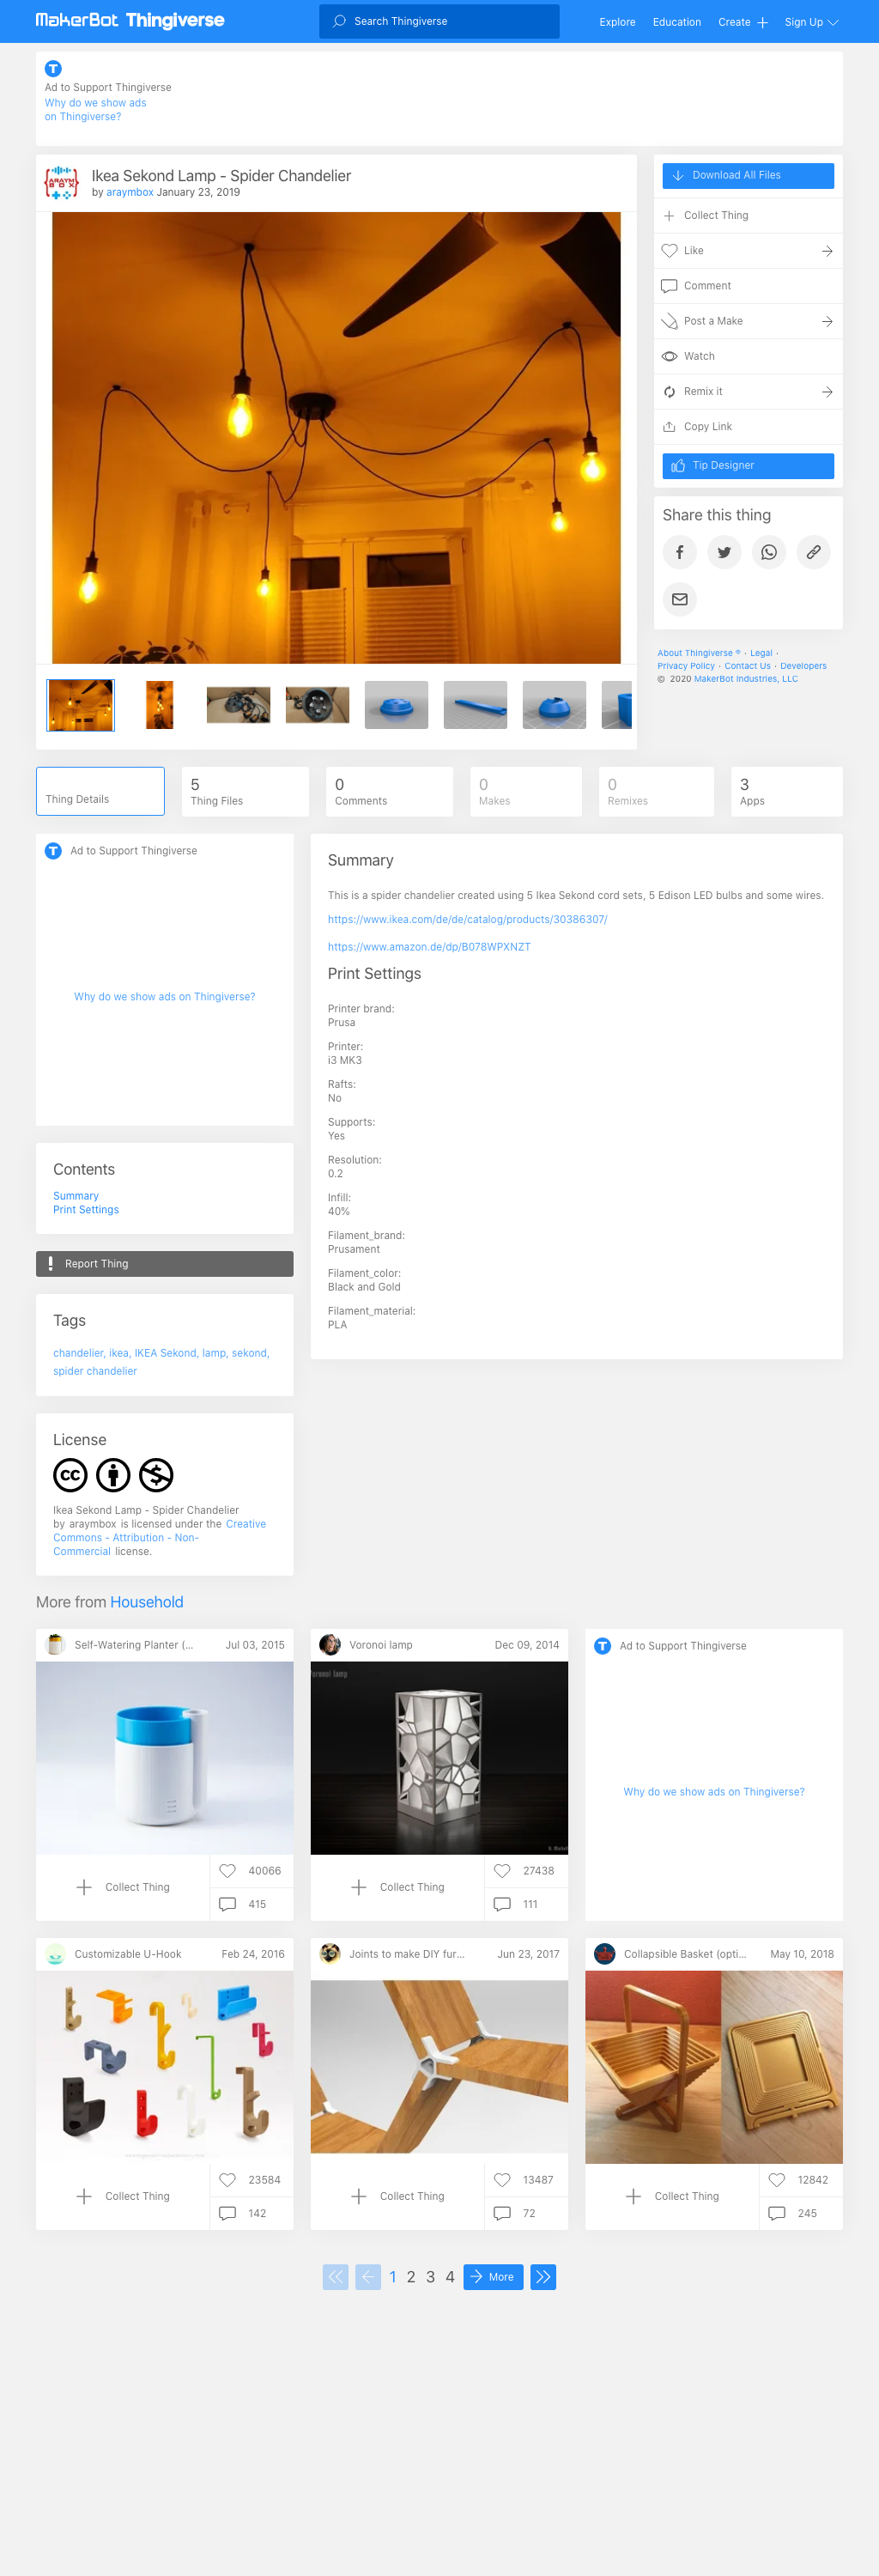 MakerBot Thingiverse
Search Thingiverse
Explore
Education
Create
Sign Up
Ad to Support Thingiverse
Why do we show ads
on Thingiverse?
ARAYM
BOX
Ikea Sekond Lamp - Spider Chandelier
by araymbox January 23, 2019
Download All Files
Collect Thing
Like
Comment
Post a Make
Watch
Remix it
Copy Link
Tip Designer
Share this thing
About Thingiverse ® · Legal ·
Privacy Policy · Contact Us · Developers
© 2020 MakerBot Industries, LLC
Thing Details
5
Thing Files
0
Comments
0
Makes
0
Remixes
3
Apps
Ad to Support Thingiverse
Why do we show ads on Thingiverse?
Contents
Summary
Print Settings
Report Thing
Tags
chandelier, ikea, IKEA Sekond, lamp, sekond,
spider chandelier
License
Ikea Sekond Lamp - Spider Chandelier
by araymbox is licensed under the Creative
Commons - Attribution - Non-
Commercial license.
Summary
This is a spider chandelier created using 5 Ikea Sekond cord sets, 5 Edison LED bulbs and some wires.
https://www.ikea.com/de/de/catalog/products/30386307/
https://www.amazon.de/dp/B078WPXNZT
Print Settings
Printer brand:
Prusa
Printer:
i3 MK3
Rafts:
No
Supports:
Yes
Resolution:
0.2
Infill:
40%
Filament_brand:
Prusament
Filament_color:
Black and Gold
Filament_material:
PLA
More from Household
Self-Watering Planter (...
Jul 03, 2015
Collect Thing
40066
415
Voronoi lamp
Dec 09, 2014
Voronoi lamp
Collect Thing
27438
111
Ad to Support Thingiverse
Why do we show ads on Thingiverse?
Customizable U-Hook
Feb 24, 2016
Collect Thing
23584
142
Joints to make DIY fur...
Jun 23, 2017
Collect Thing
13487
72
Collapsible Basket (opti...
May 10, 2018
Collect Thing
12842
245
1 2 3 4 More